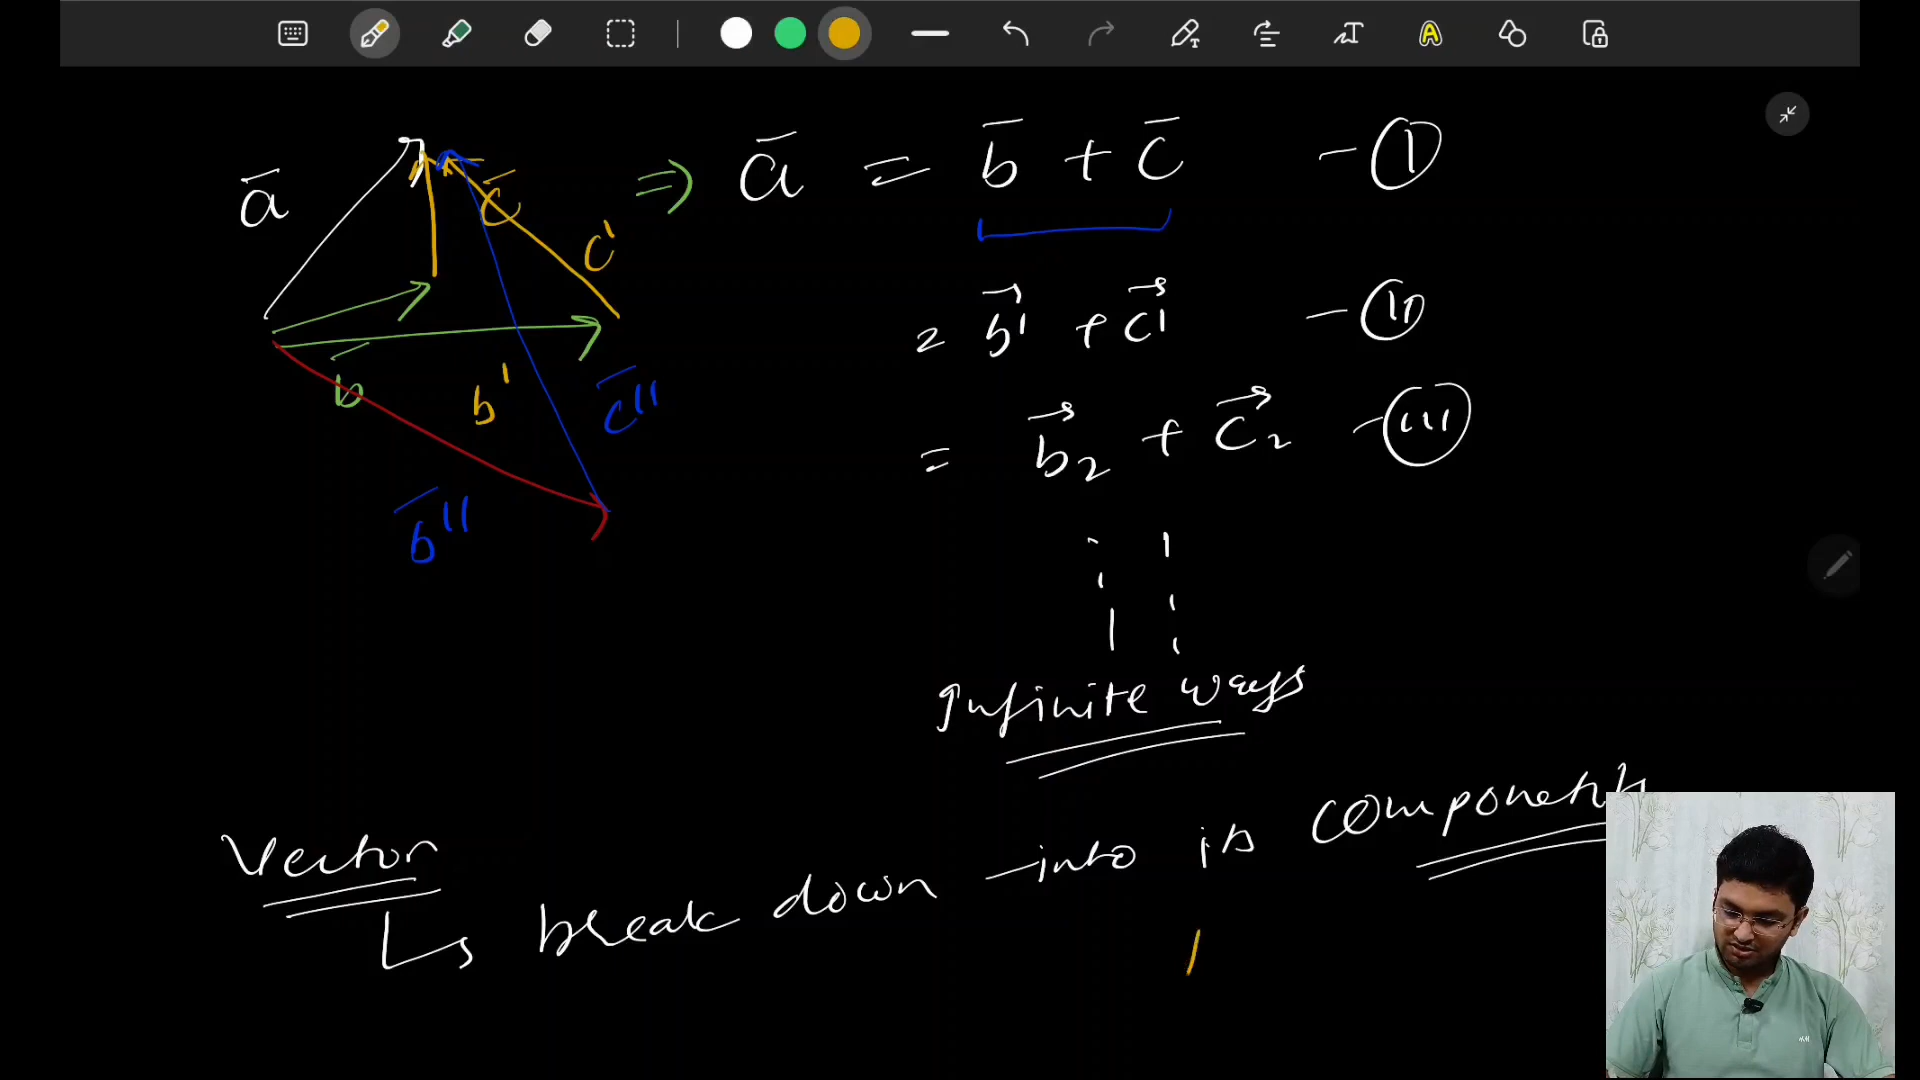 a̅
c̅
c'
b̅
b'
c̅''
b̅''
⇒ a̅ = b̅ + c̅ - Ⓘ
= b⃗' + c⃗' - (II)
= b⃗₂ + c⃗₂ - (III)
Infinite ways
Vector
↳ break down into its components